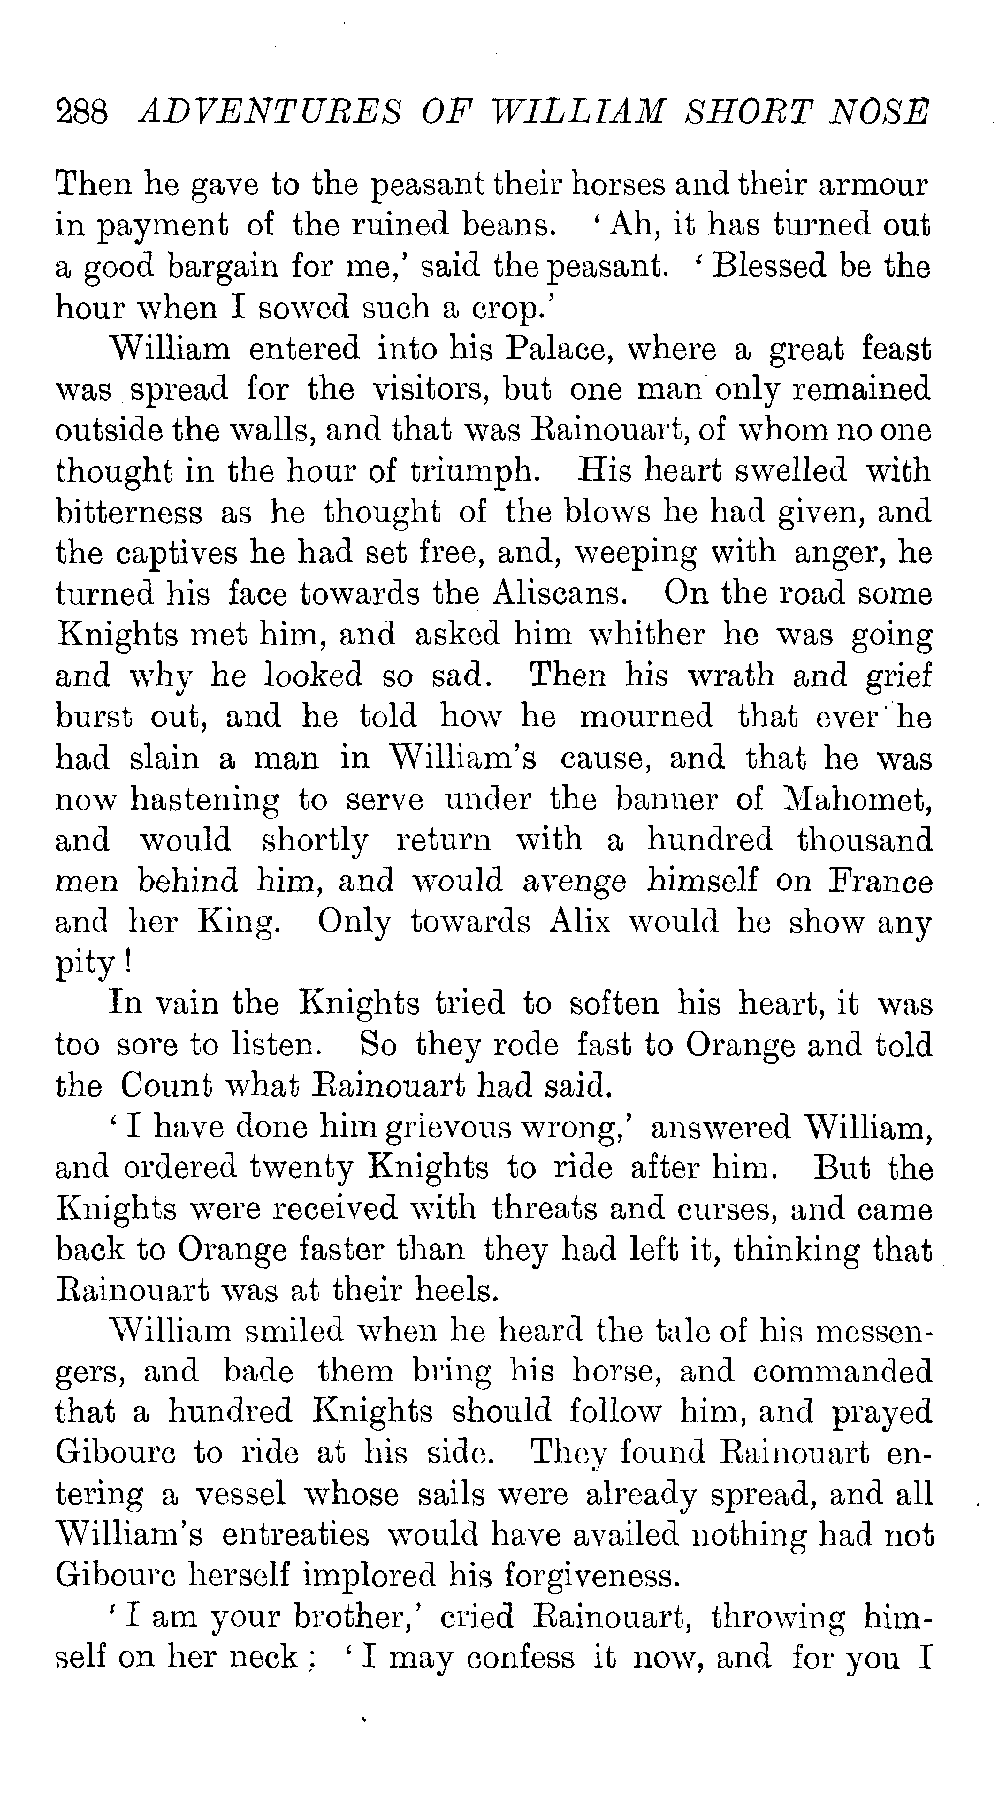 288 ADVENTURES OF WILLIAM SHORT NOSE
Then he gave to the peasant their horses and their armour
in payment of the ruined beans. ‘Ah, it has turned out
a good bargain for me,’ said the peasant. ‘Blessed be the
hour when I sowed such a crop.’
William entered into his Palace, where a great feast
was spread for the visitors, but one man only remained
outside the walls, and that was Rainouart, of whom no one
thought in the hour of triumph. His heart swelled with
bitterness as he thought of the blows he had given, and
the captives he had set free, and, weeping with anger, he
turned his face towards the Aliscans. On the road some
Knights met him, and asked him whither he was going
and why he looked so sad. Then his wrath and grief
burst out, and he told how he mourned that ever he
had slain a man in William’s cause, and that he was
now hastening to serve under the banner of Mahomet,
and would shortly return with a hundred thousand
men behind him, and would avenge himself on France
and her King. Only towards Alix would he show any
pity!
In vain the Knights tried to soften his heart, it was
too sore to listen. So they rode fast to Orange and told
the Count what Rainouart had said.
‘I have done him grievous wrong,’ answered William,
and ordered twenty Knights to ride after him. But the
Knights were received with threats and curses, and came
back to Orange faster than they had left it, thinking that
Rainouart was at their heels.
William smiled when he heard the tale of his messen-
gers, and bade them bring his horse, and commanded
that a hundred Knights should follow him, and prayed
Gibourc to ride at his side. They found Rainouart en-
tering a vessel whose sails were already spread, and all
William’s entreaties would have availed nothing had not
Gibourc herself implored his forgiveness.
‘I am your brother,’ cried Rainouart, throwing him-
self on her neck; ‘I may confess it now, and for you I